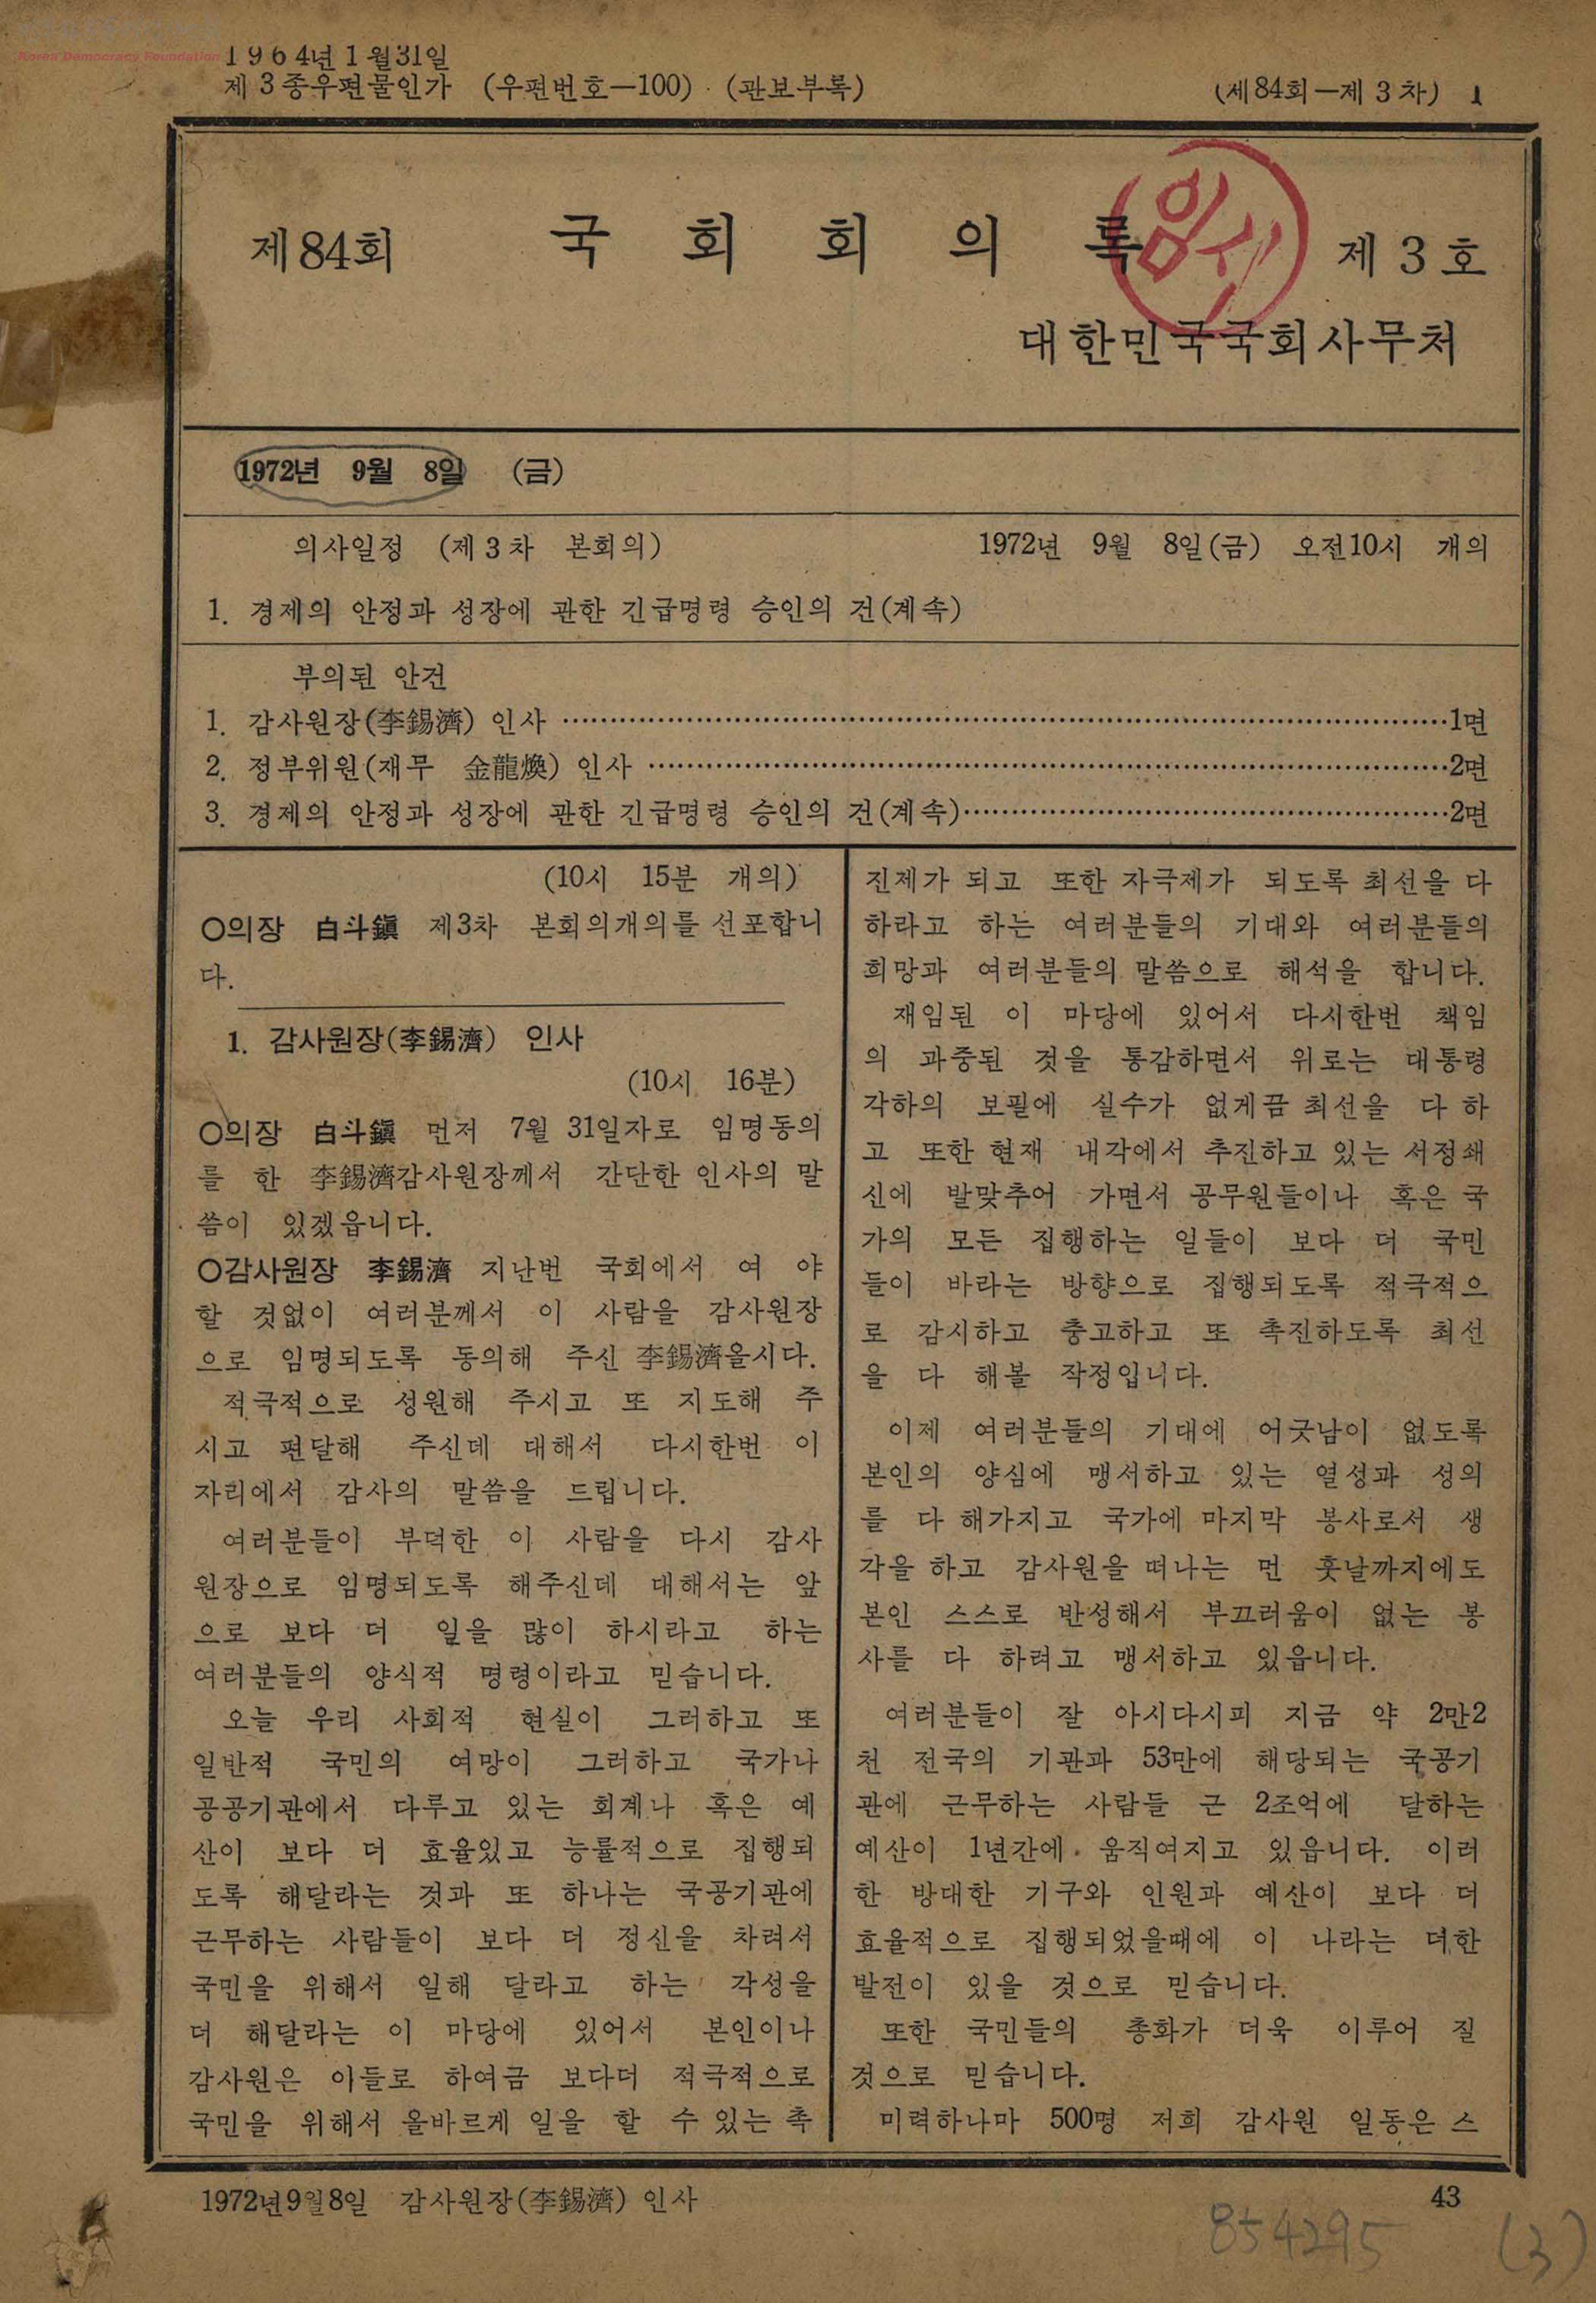 Korea Democracy Foundation
1964년 1월31일
제3종우편물인가 (우편번호—100) (관보부록)
(제84회—제3차) 1
제84회 국회회의록 제3호
임시
대한민국국회사무처
1972년 9월 8일 (금)
의사일정 (제3차 본회의) 1972년 9월 8일(금) 오전10시 개의
1. 경제의 안정과 성장에 관한 긴급명령 승인의 건(계속)
부의된 안건
1. 감사원장(李錫濟) 인사 ……1면
2. 정부위원(재무 金龍煥) 인사 ……2면
3. 경제의 안정과 성장에 관한 긴급명령 승인의 건(계속)……2면
(10시 15분 개의)
○의장 白斗鎭 제3차 본회의개의를 선포합니
다.
1. 감사원장(李錫濟) 인사
(10시 16분)
○의장 白斗鎭 먼저 7월 31일자로 임명동의
를 한 李錫濟감사원장께서 간단한 인사의 말
씀이 있겠읍니다.
○감사원장 李錫濟 지난번 국회에서 여 야
할 것없이 여러분께서 이 사람을 감사원장
으로 임명되도록 동의해 주신 李錫濟올시다.
적극적으로 성원해 주시고 또 지도해 주
시고 편달해 주신데 대해서 다시한번 이
자리에서 감사의 말씀을 드립니다.
여러분들이 부덕한 이 사람을 다시 감사
원장으로 임명되도록 해주신데 대해서는 앞
으로 보다 더 일을 많이 하시라고 하는
여러분들의 양식적 명령이라고 믿습니다.
오늘 우리 사회적 현실이 그러하고 또
일반적 국민의 여망이 그러하고 국가나
공공기관에서 다루고 있는 회계나 혹은 예
산이 보다 더 효율있고 능률적으로 집행되
도록 해달라는 것과 또 하나는 국공기관에
근무하는 사람들이 보다 더 정신을 차려서
국민을 위해서 일해 달라고 하는 각성을
더 해달라는 이 마당에 있어서 본인이나
감사원은 이들로 하여금 보다더 적극적으로
국민을 위해서 올바르게 일을 할 수 있는 촉
진제가 되고 또한 자극제가 되도록 최선을 다
하라고 하는 여러분들의 기대와 여러분들의
희망과 여러분들의 말씀으로 해석을 합니다.
재임된 이 마당에 있어서 다시한번 책임
의 과중된 것을 통감하면서 위로는 대통령
각하의 보필에 실수가 없게끔 최선을 다 하
고 또한 현재 내각에서 추진하고 있는 서정쇄
신에 발맞추어 가면서 공무원들이나 혹은 국
가의 모든 집행하는 일들이 보다 더 국민
들이 바라는 방향으로 집행되도록 적극적으
로 감시하고 충고하고 또 촉진하도록 최선
을 다 해볼 작정입니다.
이제 여러분들의 기대에 어긋남이 없도록
본인의 양심에 맹서하고 있는 열성과 성의
를 다 해가지고 국가에 마지막 봉사로서 생
각을 하고 감사원을 떠나는 먼 훗날까지에도
본인 스스로 반성해서 부끄러움이 없는 봉
사를 다 하려고 맹서하고 있읍니다.
여러분들이 잘 아시다시피 지금 약 2만2
천 전국의 기관과 53만에 해당되는 국공기
관에 근무하는 사람들 근 2조억에 달하는
예산이 1년간에 움직여지고 있읍니다. 이러
한 방대한 기구와 인원과 예산이 보다 더
효율적으로 집행되었을때에 이 나라는 더한
발전이 있을 것으로 믿습니다.
또한 국민들의 총화가 더욱 이루어 질
것으로 믿습니다.
미력하나마 500명 저희 감사원 일동은 스
1972년9월8일 감사원장(李錫濟) 인사
43
854295 (3)